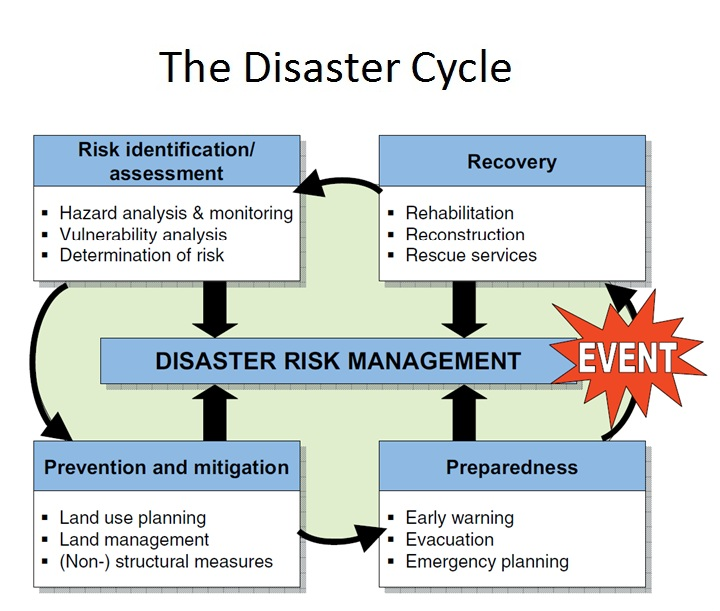 The Disaster Cycle
Risk identification/
assessment
▪ Hazard analysis & monitoring
▪ Vulnerability analysis
▪ Determination of risk
Recovery
▪ Rehabilitation
▪ Reconstruction
▪ Rescue services
DISASTER RISK MANAGEMENT
EVENT
Prevention and mitigation
▪ Land use planning
▪ Land management
▪ (Non-) structural measures
Preparedness
▪ Early warning
▪ Evacuation
▪ Emergency planning